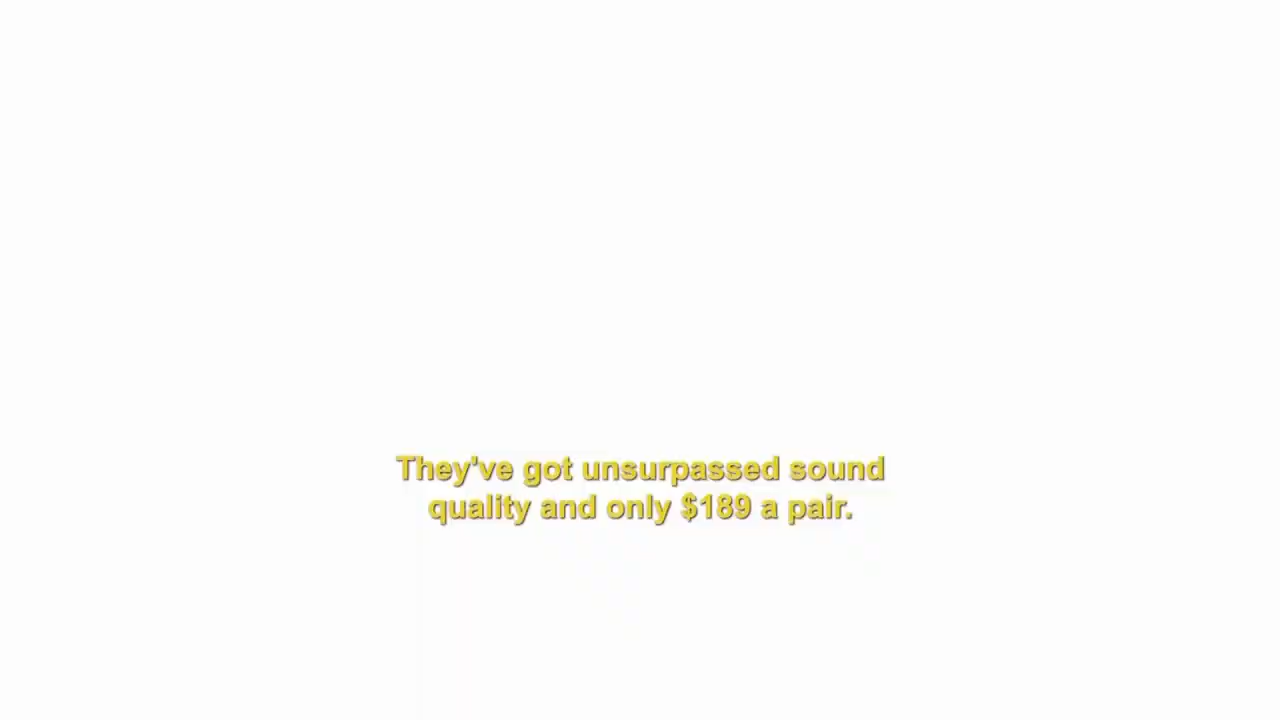 They've got unsurpassed sound
quality and only $189 a pair.